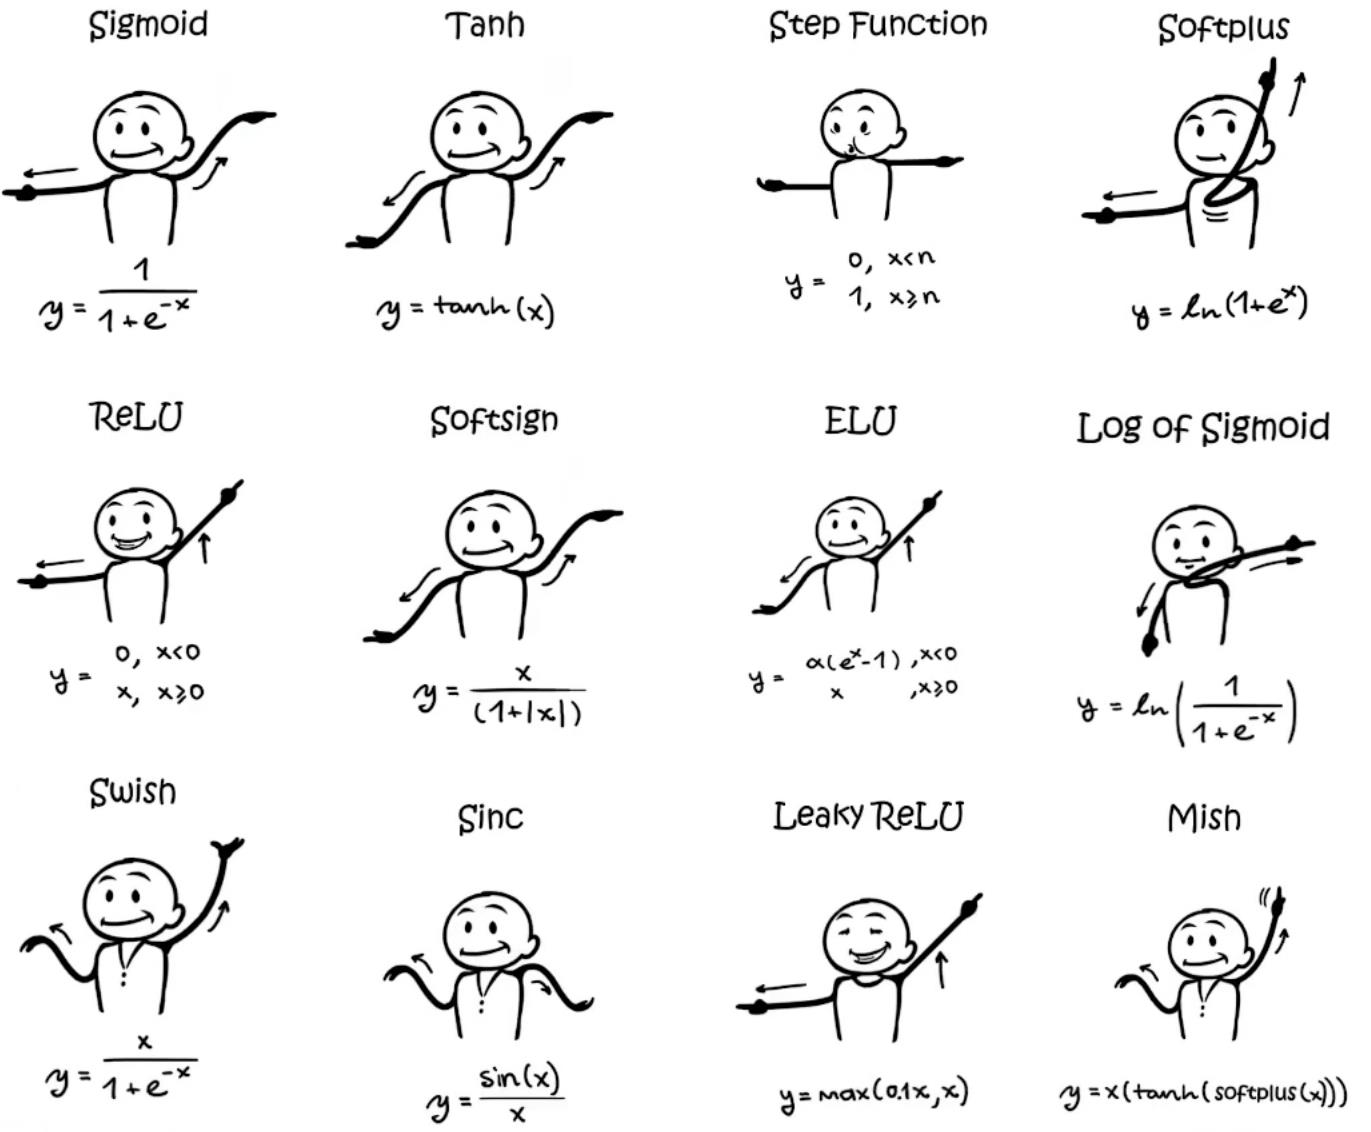 Sigmoid
y = 1 / (1+e^-x)
Tanh
y = tanh(x)
Step Function
y = 0, x<n
1, x≥n
Softplus
y = ln(1+e^x)
ReLU
y = 0, x<0
x, x≥0
Softsign
y = x / (1+|x|)
ELU
y = α(e^x-1) ,x<0
x ,x≥0
Log of Sigmoid
y = ln(1 / (1+e^-x))
Swish
y = x / (1+e^-x)
Sinc
y = sin(x) / x
Leaky ReLU
y=max(0.1x,x)
Mish
y=x(tanh(softplus(x)))